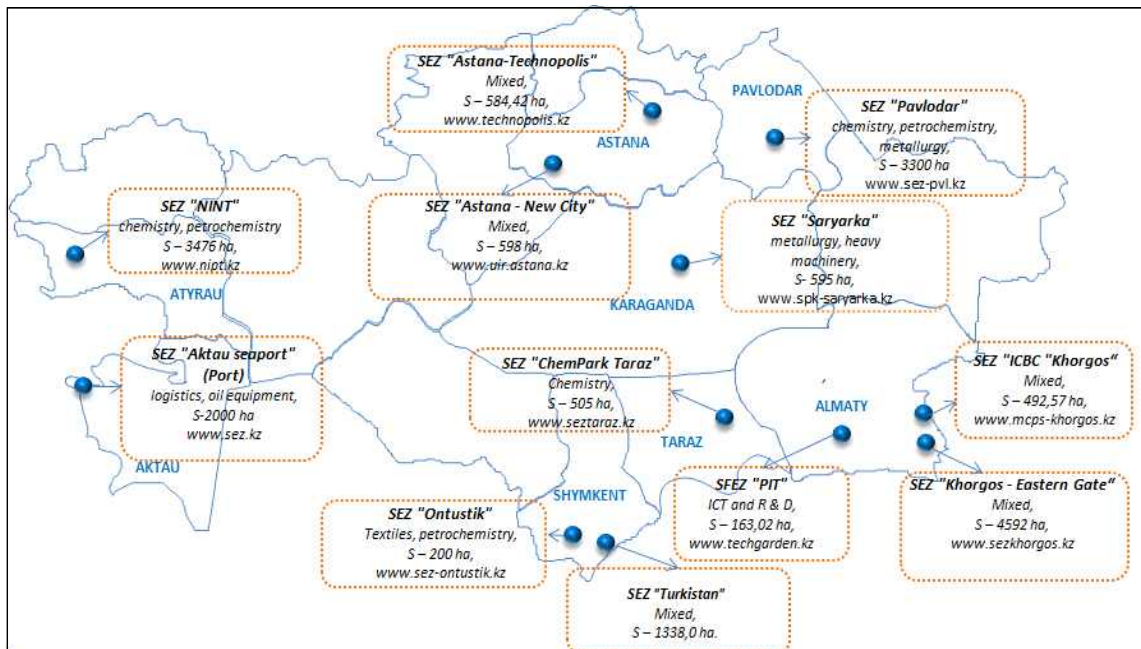 SEZ "Astana-Technopolis"
Mixed,
S – 584,42 ha,
www.technopolis.kz
ASTANA
PAVLODAR
SEZ "Pavlodar"
chemistry, petrochemistry,
metallurgy,
S – 3300 ha
www.sez-pvl.kz
SEZ "NINT"
chemistry, petrochemistry
S – 3476 ha,
www.nipt.kz
ATYRAU
SEZ "Astana - New City"
Mixed,
S – 598 ha,
www.uir.astana.kz
SEZ "Saryarka"
metallurgy, heavy
machinery,
S- 595 ha,
www.spk-saryarka.kz
KARAGANDA
SEZ "Aktau seaport"
(Port)
logistics, oil equipment,
S-2000 ha
www.sez.kz
AKTAU
SEZ "ChemPark Taraz"
Chemistry,
S – 505 ha,
www.seztaraz.kz
TARAZ
ALMATY
SEZ "ICBC "Khorgos"
Mixed,
S – 492,57 ha,
www.mcps-khorgos.kz
SHYMKENT
SEZ "Ontustik"
Textiles, petrochemistry,
S – 200 ha,
www.sez-ontustik.kz
SFEZ "PIT"
ICT and R & D,
S – 163,02 ha,
www.techgarden.kz
SEZ "Khorgos - Eastern Gate"
Mixed,
S – 4592 ha,
www.sezkhorgos.kz
SEZ "Turkistan"
Mixed,
S – 1338,0 ha.